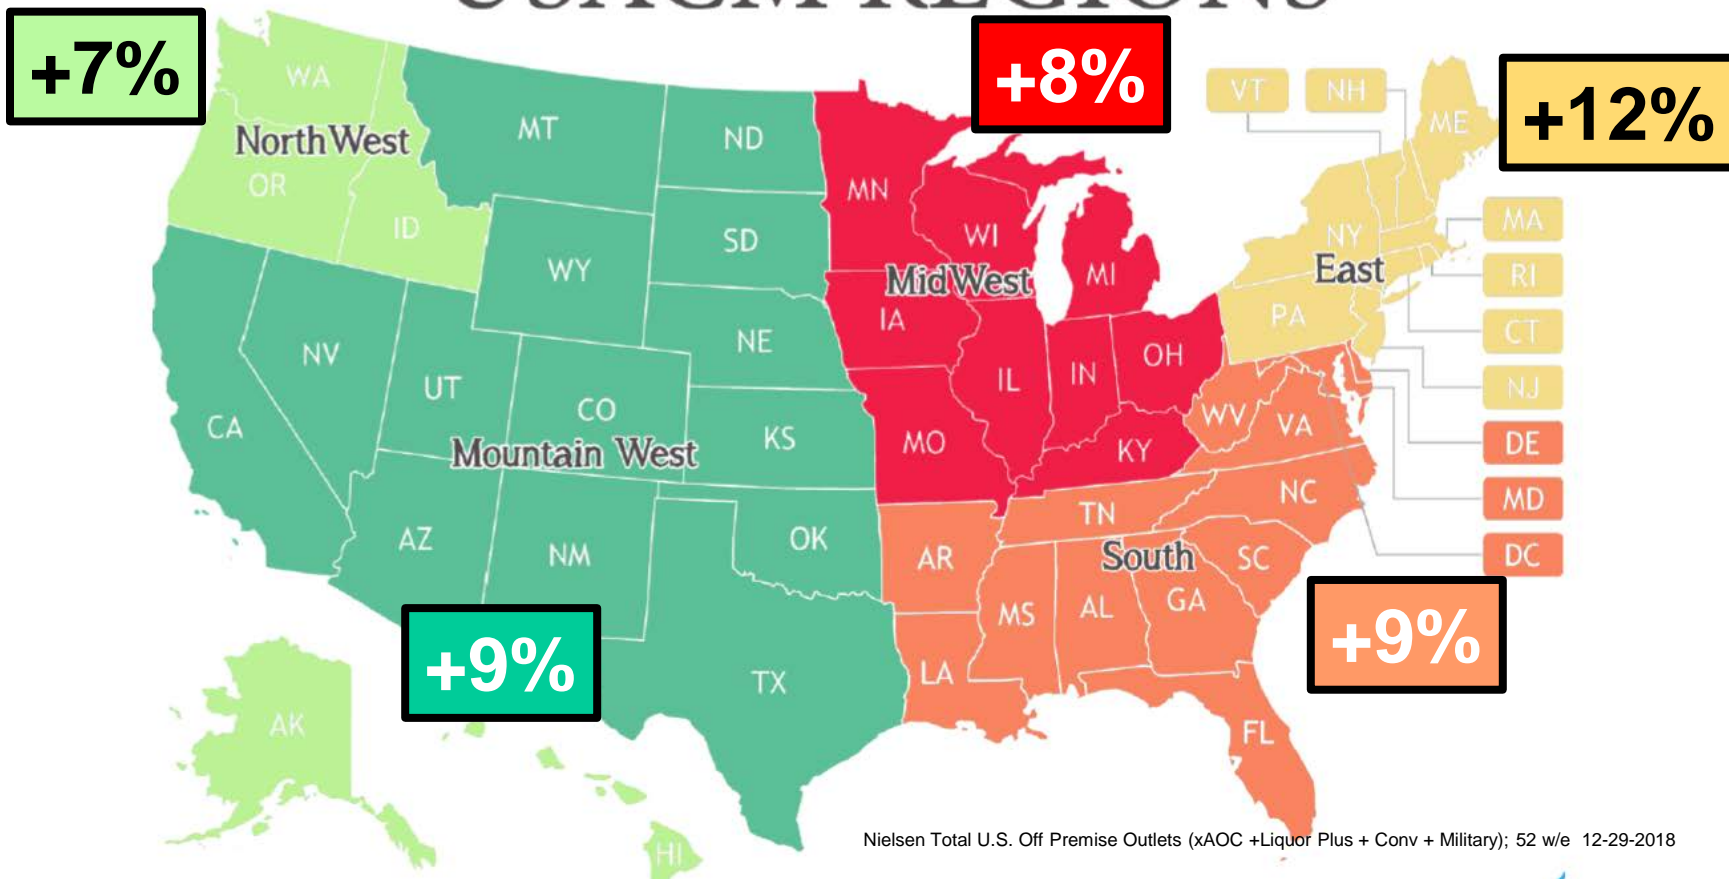 USACM REGIONS
+7%
+8%
+12%
WA
NorthWest
OR
ID
MT
ND
MN
VT
NH
ME
WY
SD
WI
MidWest
MI
NY
East
MA
RI
CT
NJ
PA
NV
UT
CO
NE
IA
IL
IN
OH
CA
Mountain West
KS
MO
KY
WV
VA
DE
MD
DC
AZ
NM
OK
AR
TN
NC
South
SC
MS
AL
GA
+9%
+9%
TX
LA
FL
AK
HI
Nielsen Total U.S. Off Premise Outlets (xAOC +Liquor Plus + Conv + Military); 52 w/e 12-29-2018